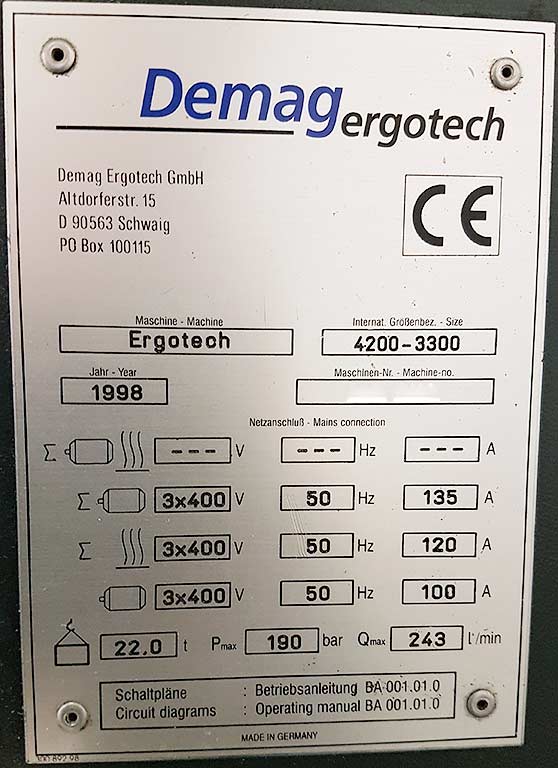 Demag ergotech
Demag Ergotech GmbH
Altdorferstr. 15
D 90563 Schwaig
PO Box 100115
CE
Maschine - Machine
Internat. Größenbez. - Size
Ergotech
4200-3300
Jahr - Year
Maschinen-Nr. - Machine-no.
1998
Netzanschluß - Mains connection
Σ --- V --- Hz --- A
Σ 3x400 V 50 Hz 135 A
Σ 3x400 V 50 Hz 120 A
3x400 V 50 Hz 100 A
22.0 t Pmax 190 bar Qmax 243 l/min
Schaltpläne : Betriebsanleitung BA 001.01.0
Circuit diagrams : Operating manual BA 001.01.0
MADE IN GERMANY